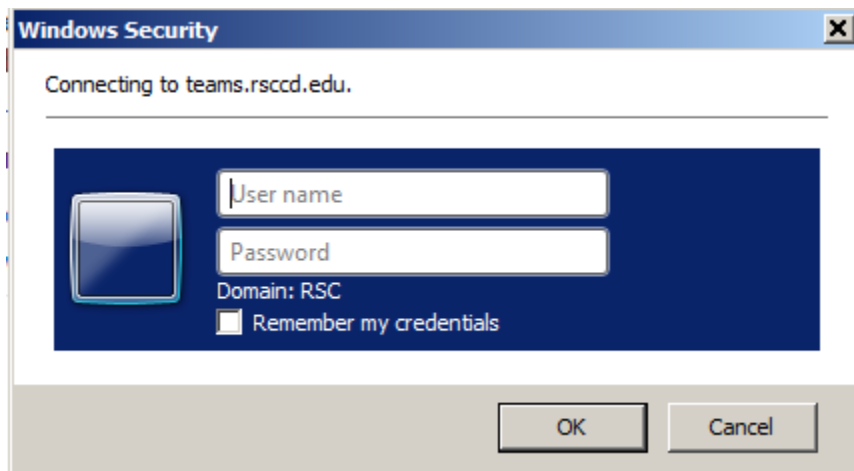 Windows Security
Connecting to teams.rsccd.edu.
User name
Password
Domain: RSC
Remember my credentials
OK
Cancel